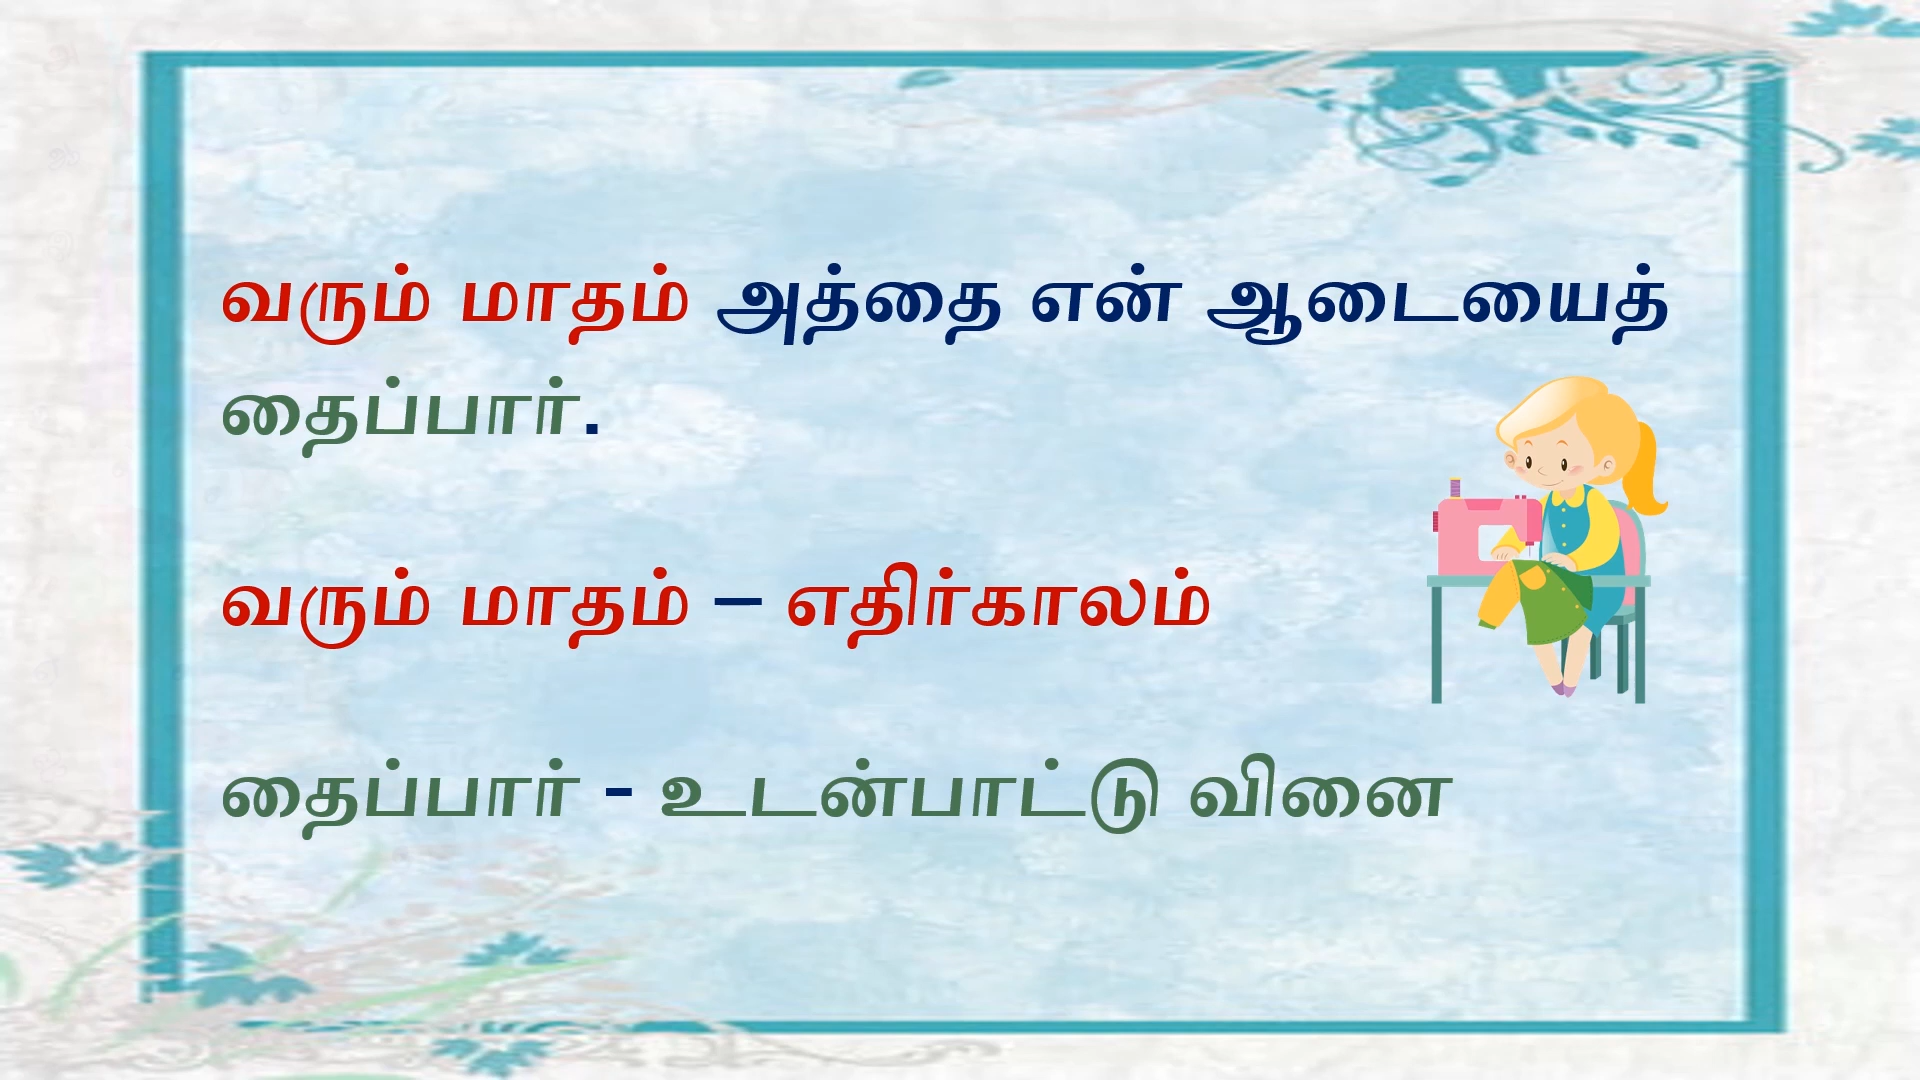 வரும் மாதம் அத்தை என் ஆடையைத்
தைப்பார்.
வரும் மாதம் – எதிர்காலம்
தைப்பார் - உடன்பாட்டு வினை